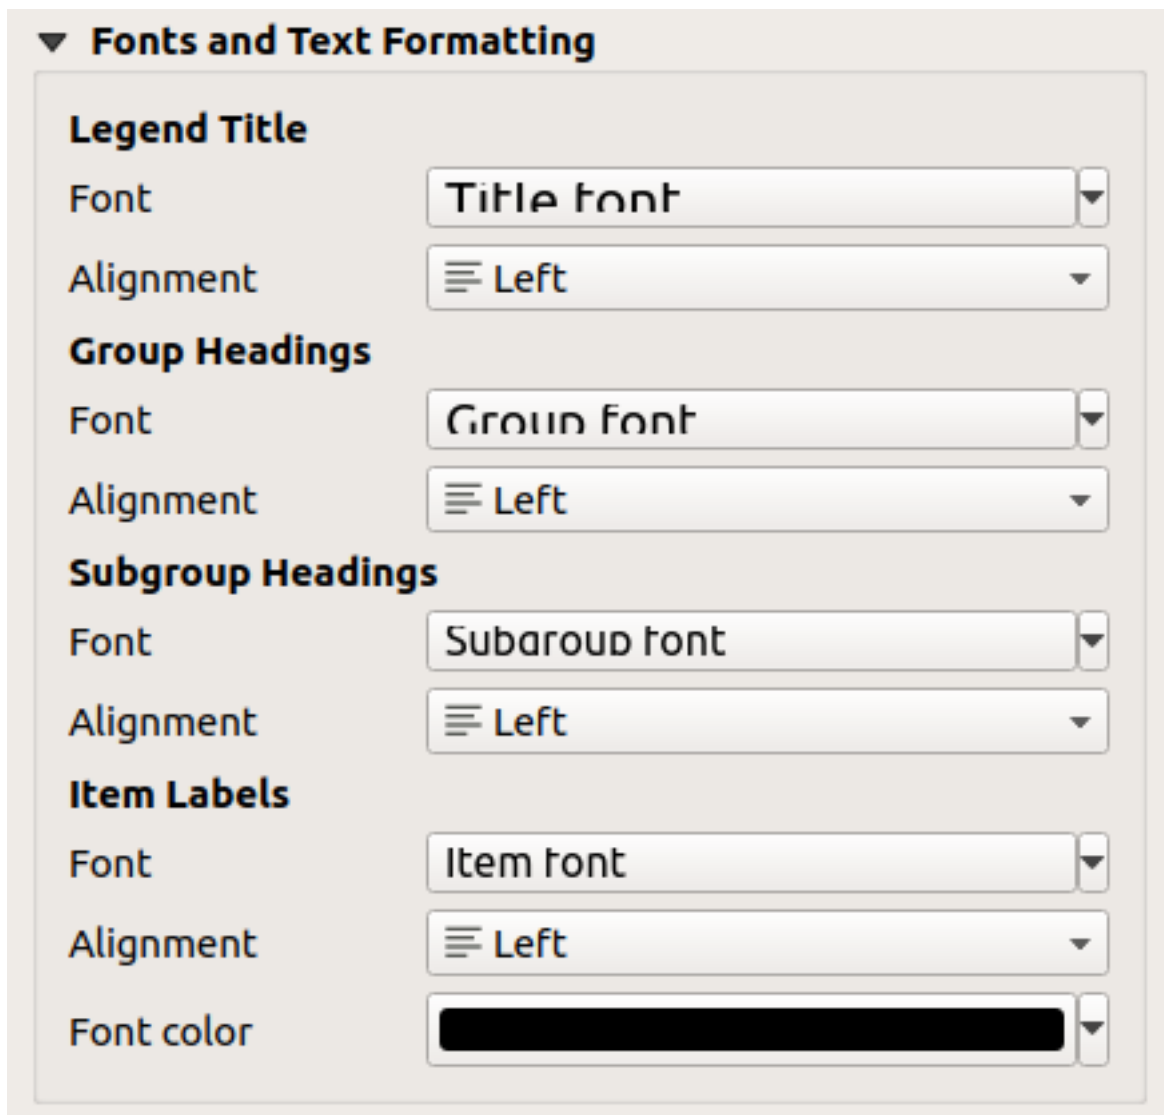 Fonts and Text Formatting
Legend Title
Font Title font
Alignment Left
Group Headings
Font Group font
Alignment Left
Subgroup Headings
Font Subgroup font
Alignment Left
Item Labels
Font Item font
Alignment Left
Font color